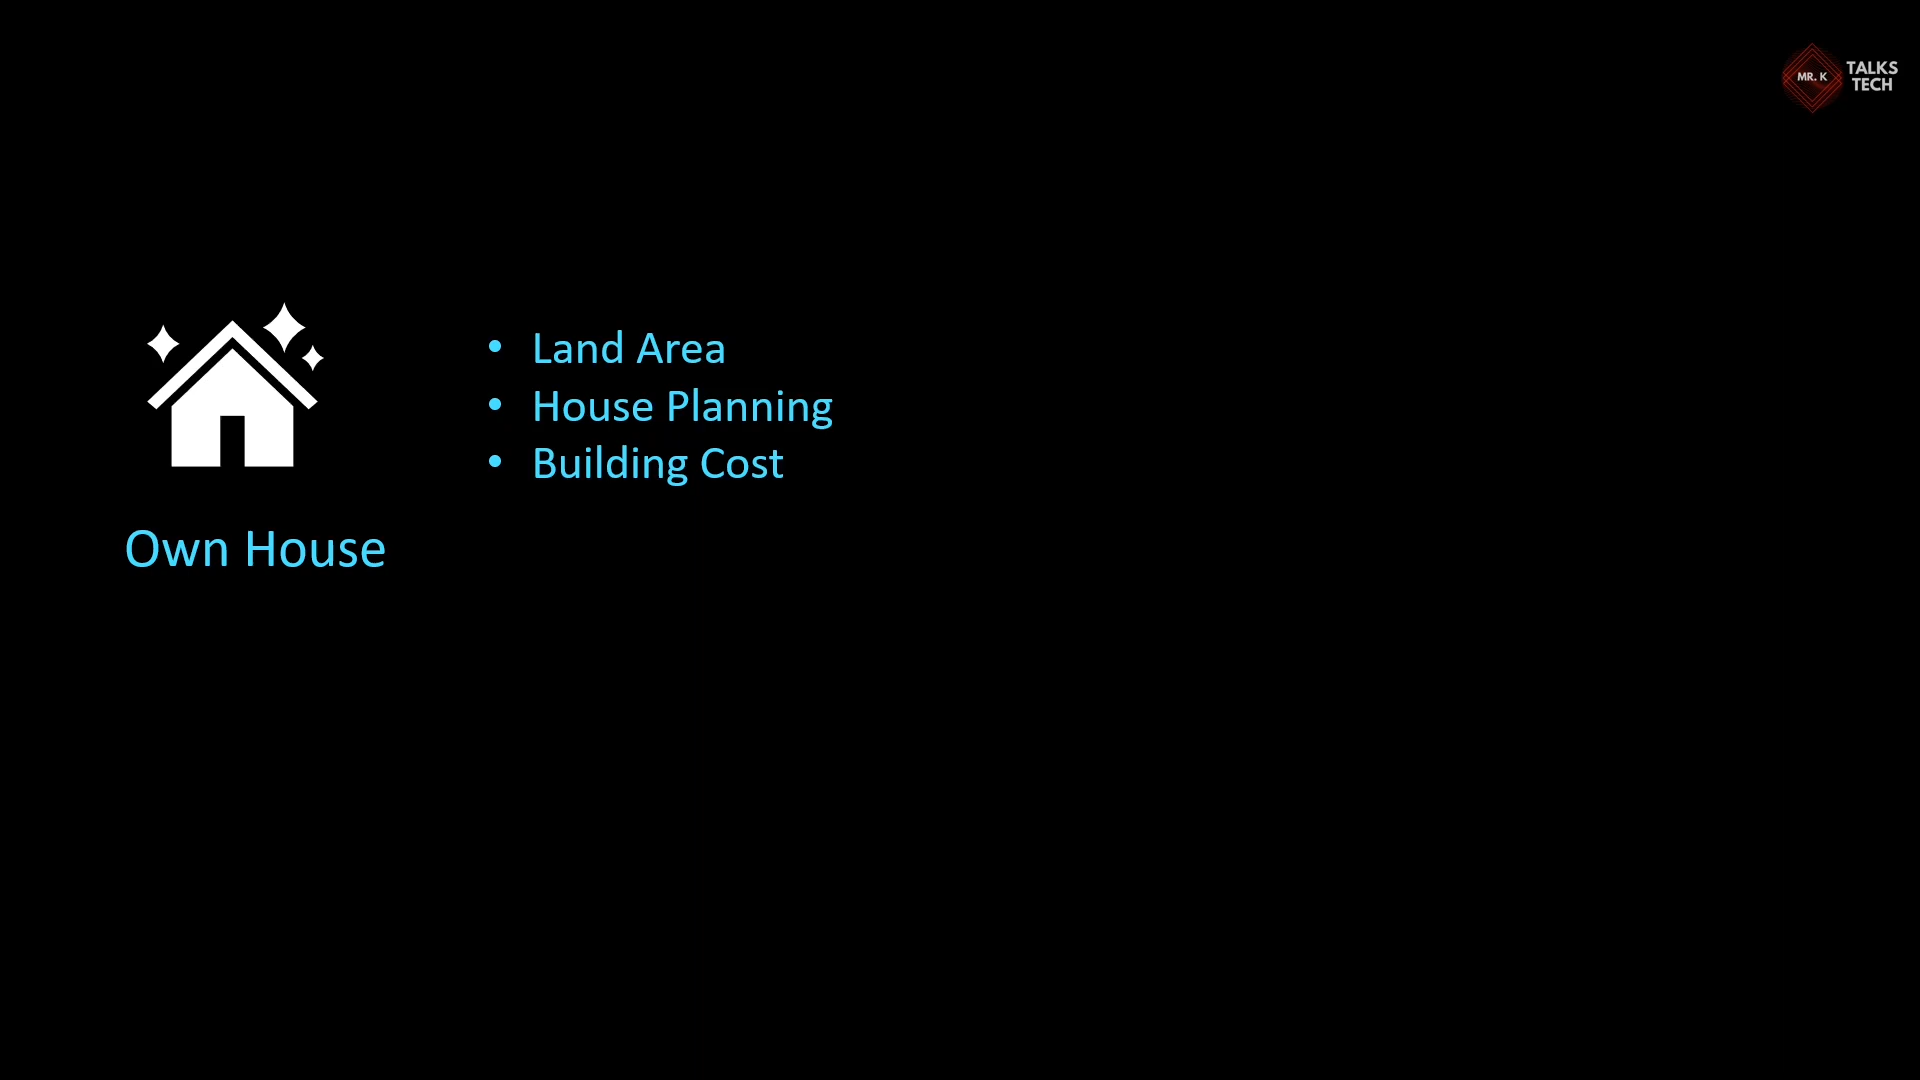 MR. K
TALKS
TECH
• Land Area
• House Planning
• Building Cost
Own House